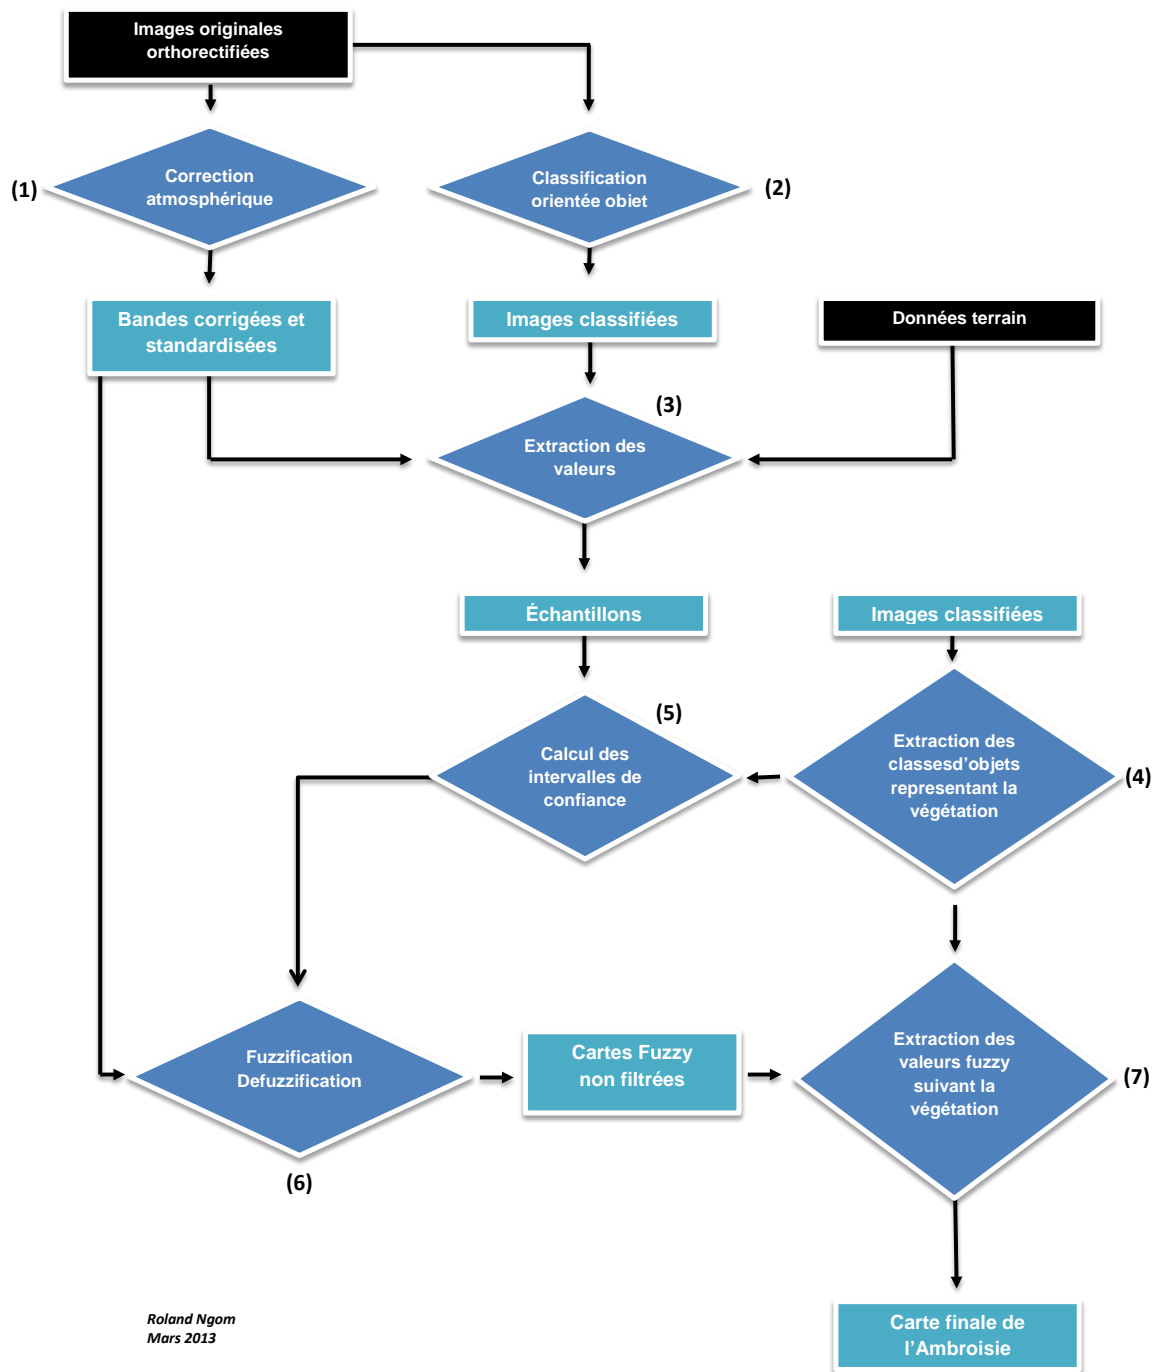 Images originales
orthorectifiées
Correction
atmosphérique
(1)
Classification
orientée objet
(2)
Bandes corrigées et
standardisées
Images classifiées
Données terrain
(3)
Extraction des
valeurs
Échantillons
Images classifiées
(5)
Calcul des
intervalles de
confiance
Extraction des
classesd’objets
representant la
végétation
(4)
Fuzzification
Defuzzification
(6)
Cartes Fuzzy
non filtrées
Extraction des
valeurs fuzzy
suivant la
végétation
(7)
Roland Ngom
Mars 2013
Carte finale de
l’Ambroisie